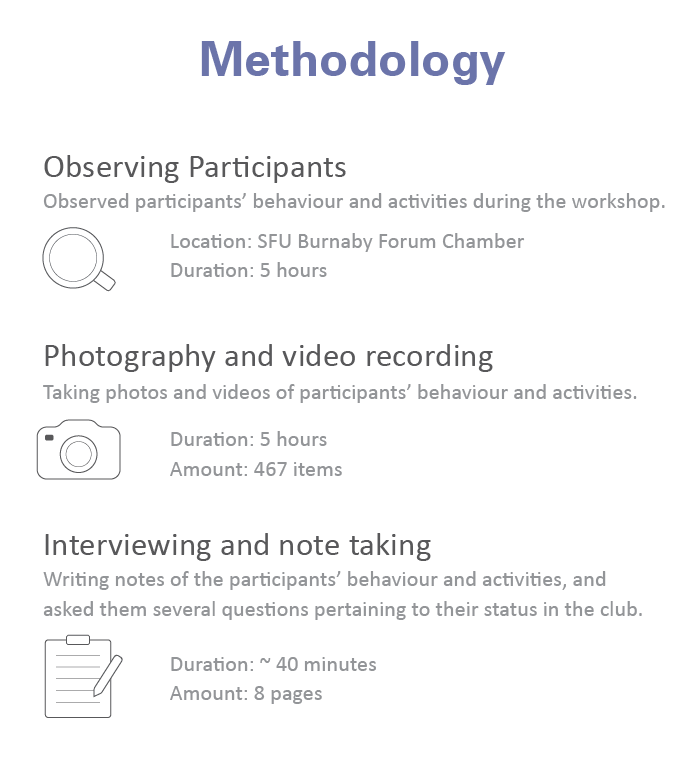 Methodology
Observing Participants
Observed participants’ behaviour and activities during the workshop.
Location: SFU Burnaby Forum Chamber
Duration: 5 hours
Photography and video recording
Taking photos and videos of participants’ behaviour and activities.
Duration: 5 hours
Amount: 467 items
Interviewing and note taking
Writing notes of the participants’ behaviour and activities, and
asked them several questions pertaining to their status in the club.
Duration: ~ 40 minutes
Amount: 8 pages